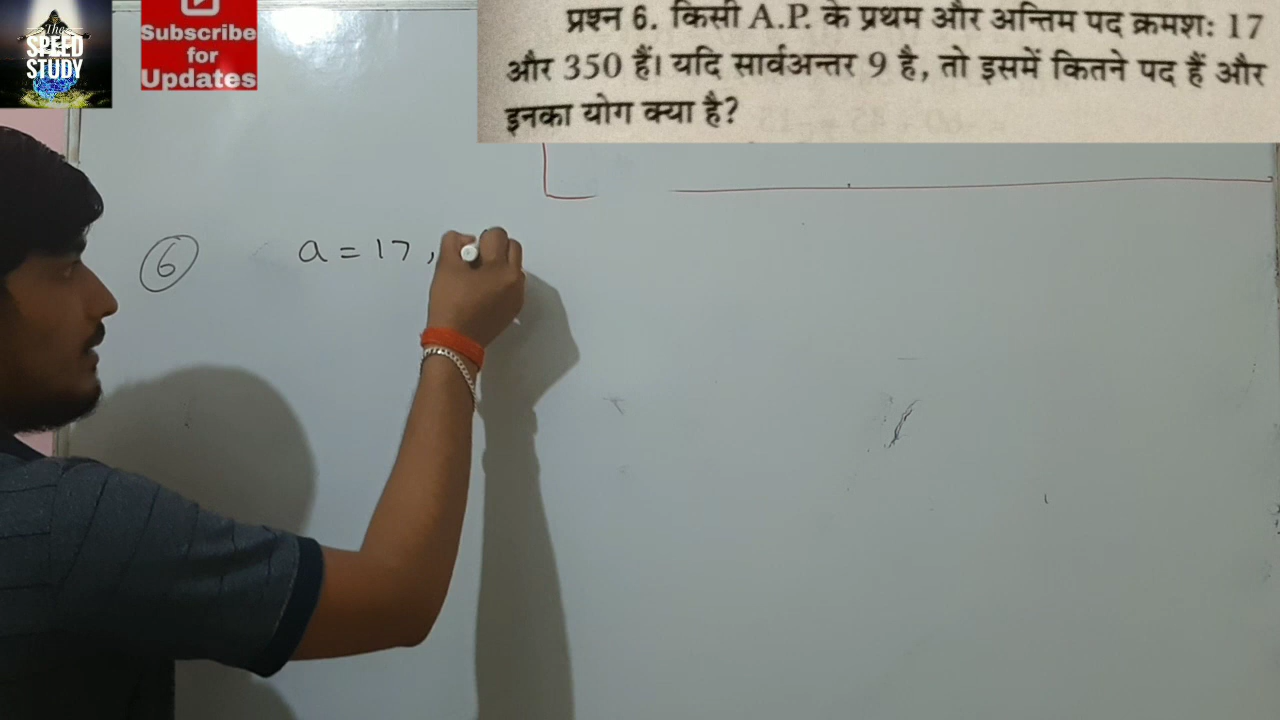 The
SPEED
STUDY
Subscribe
for
Updates
प्रश्न 6. किसी A.P. के प्रथम और अन्तिम पद क्रमशः 17
और 350 हैं। यदि सार्वअन्तर 9 है, तो इसमें कितने पद हैं और
इनका योग क्या है?
6 a = 17 ,